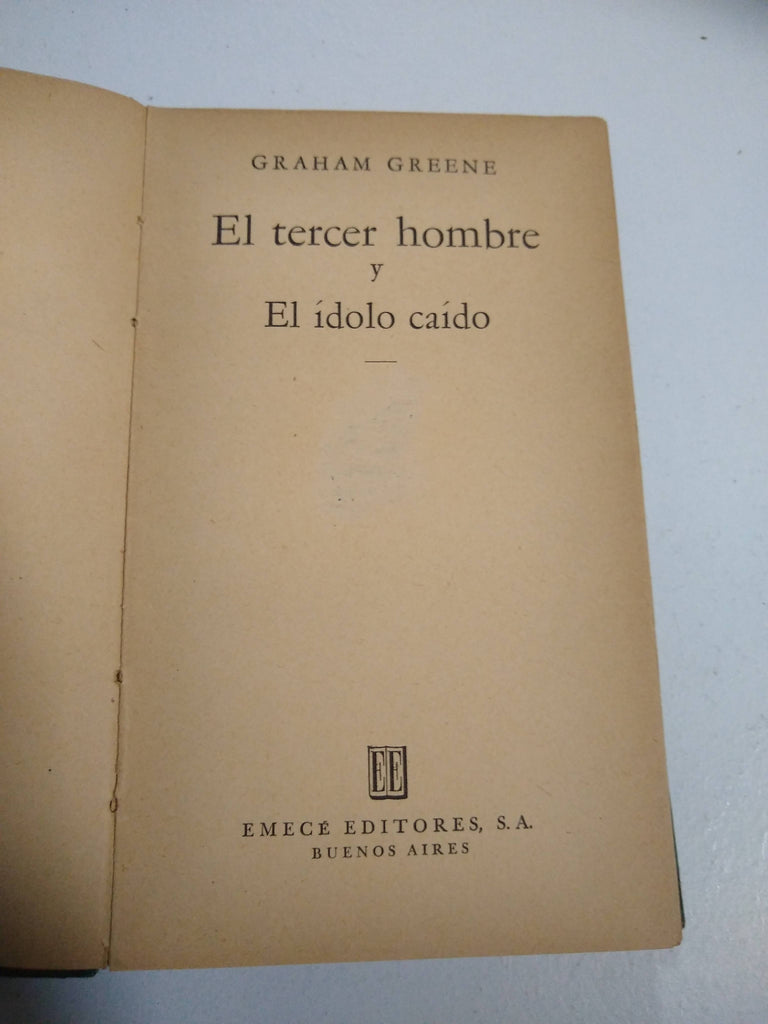 GRAHAM GREENE
El tercer hombre
y
El ídolo caído
EE
EMECÉ EDITORES, S. A.
BUENOS AIRES